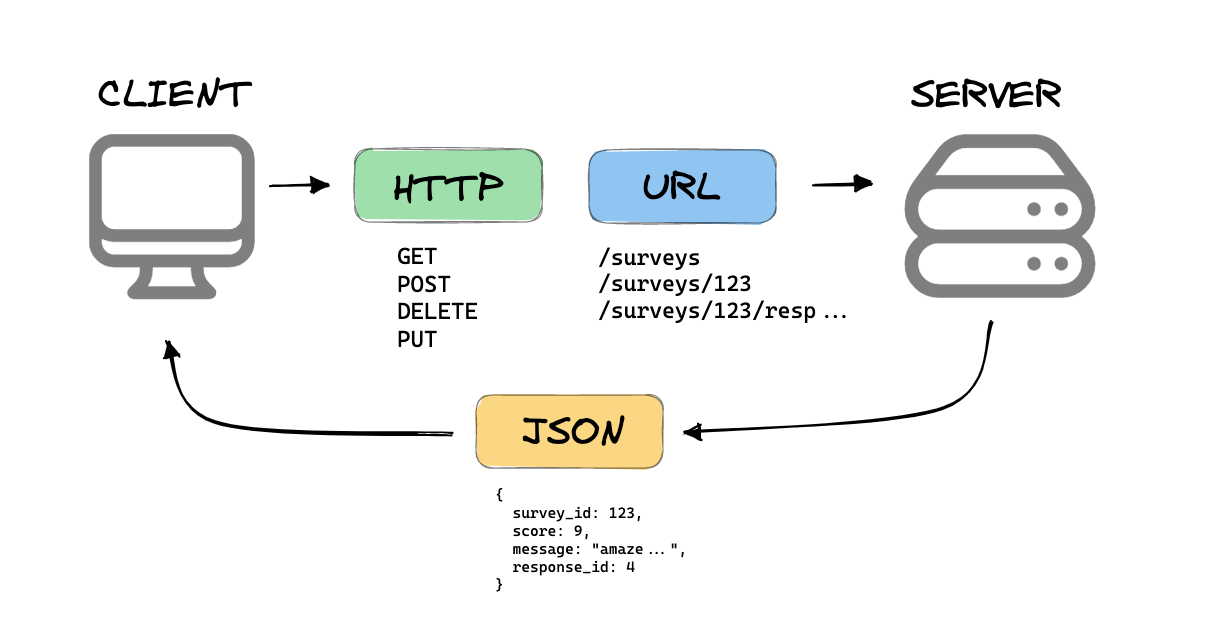 CLIENT
SERVER
HTTP
URL
GET
POST
DELETE
PUT
/surveys
/surveys/123
/surveys/123/resp...
JSON
{
  survey_id: 123,
  score: 9,
  message: "amaze...",
  response_id: 4
}